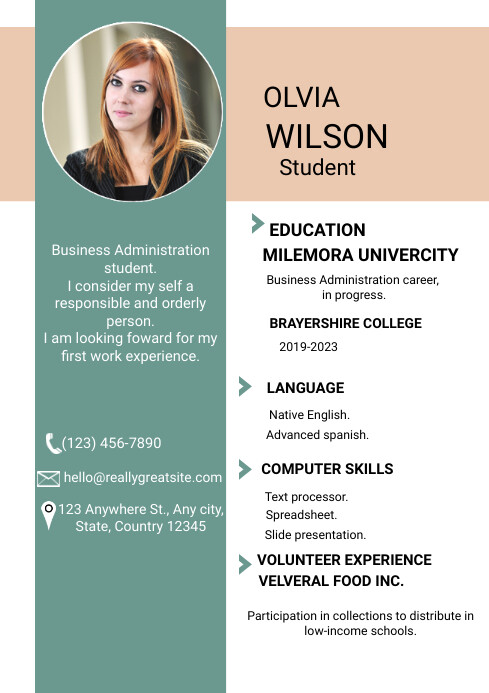 OLVIA
WILSON
Student
Business Administration
student.
I consider my self a
responsible and orderly
person.
I am looking foward for my
first work experience.
(123) 456-7890
hello@reallygreatsite.com
123 Anywhere St., Any city,
State, Country 12345
EDUCATION
MILEMORA UNIVERCITY
Business Administration career,
in progress.
BRAYERSHIRE COLLEGE
2019-2023
LANGUAGE
Native English.
Advanced spanish.
COMPUTER SKILLS
Text processor.
Spreadsheet.
Slide presentation.
VOLUNTEER EXPERIENCE
VELVERAL FOOD INC.
Participation in collections to distribute in
low-income schools.